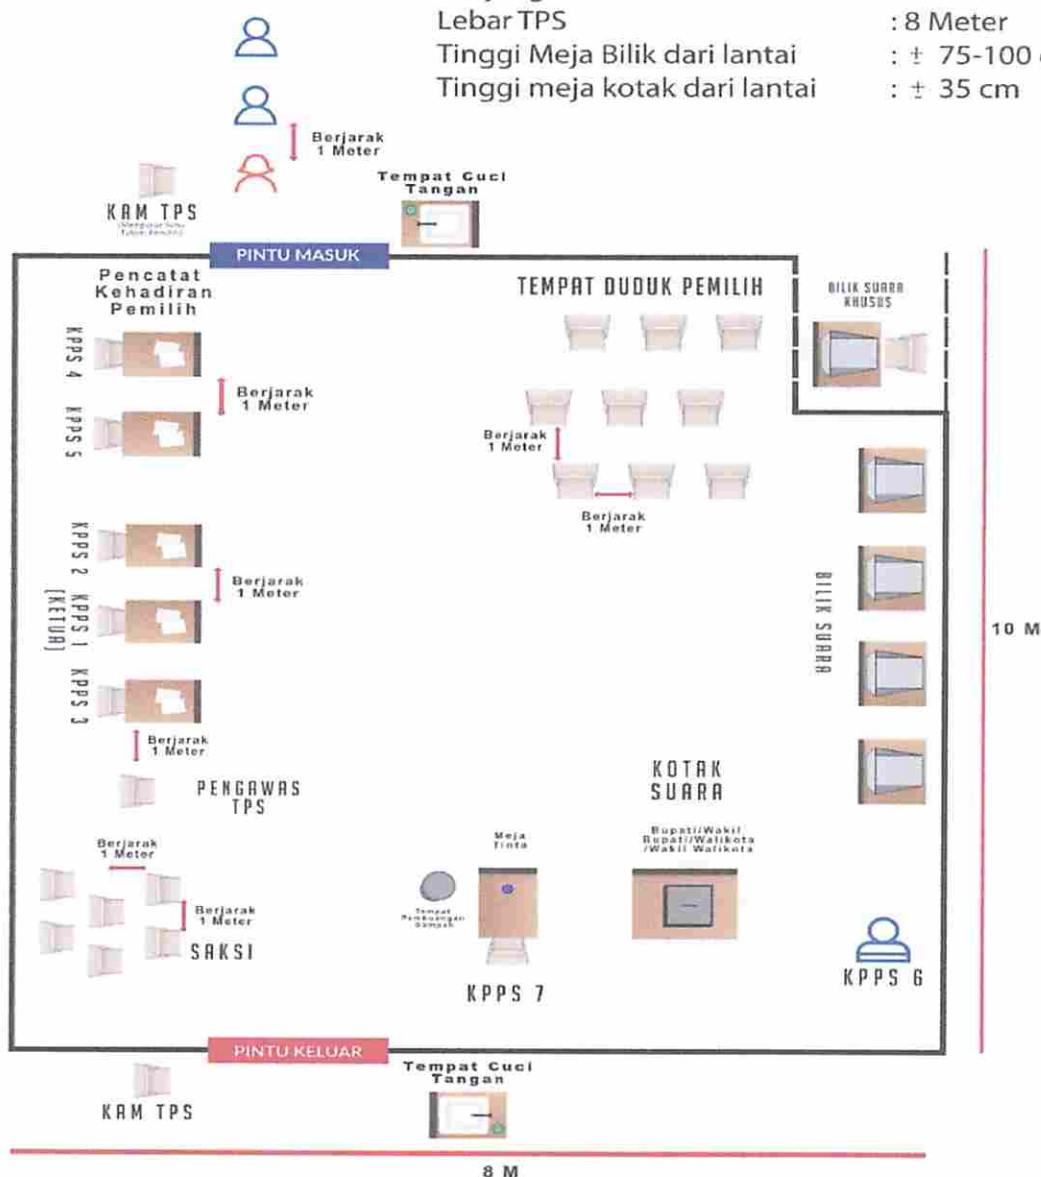 Lebar TPS : 8 Meter
Tinggi Meja Bilik dari lantai : ± 75-100
Tinggi meja kotak dari lantai : ± 35 cm
Berjarak
1 Meter
KAM TPS
Tempat Cuci
Tangan
PINTU MASUK
Pencatat
Kehadiran
Pemilih
TEMPAT DUDUK PEMILIH
BILIK SUARA
KHUSUS
KPPS 4
Berjarak
1 Meter
KPPS 5
Berjarak
1 Meter
Berjarak
1 Meter
KPPS 2
Berjarak
1 Meter
KPPS 1
(KETUA)
BILIK SUARA
10 M
KPPS 3
Berjarak
1 Meter
PENGAWAS
TPS
KOTAK
SUARA
Bupati/Wakil
Bupati/Walikota
/Wakil Walikota
Meja
Tinta
Berjarak
1 Meter
Berjarak
1 Meter
SAKSI
Tempat
Pembuangan
Sampah
KPPS 7
KPPS 6
PINTU KELUAR
KAM TPS
Tempat Cuci
Tangan
8 M